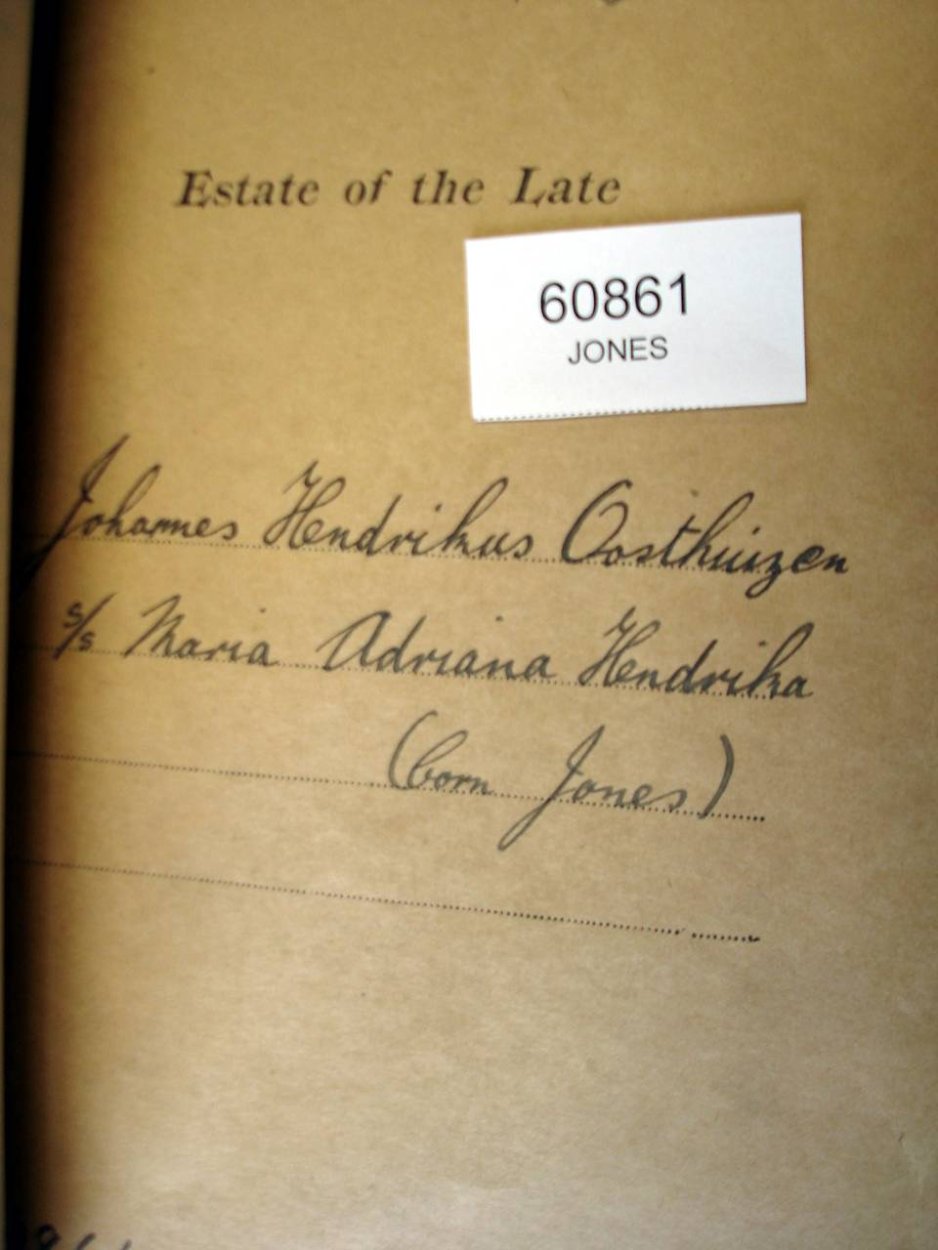 Estate of the Late
60861
JONES
Johannes Hendrikus Oosthuizen
s/s Maria Adriana Hendrika
(born Jones)